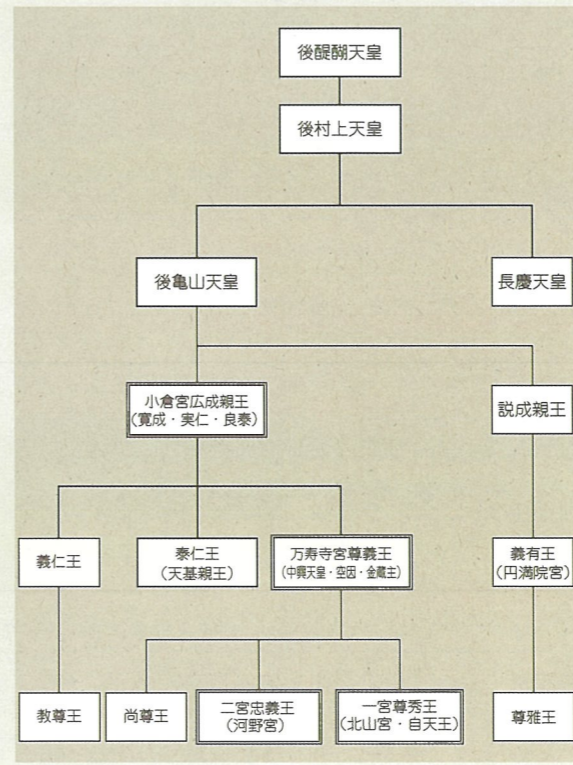 後醍醐天皇
後村上天皇
後亀山天皇
長慶天皇
小倉宮広成親王
(寛成・実仁・良泰)
説成親王
義仁王
泰仁王
(天基親王)
万寿寺宮尊義王
(中興天皇・空因・金蔵主)
義有王
(円満院宮)
教尊王
尚尊王
二宮忠義王
(河野宮)
一宮尊秀王
(北山宮・自天王)
尊雅王